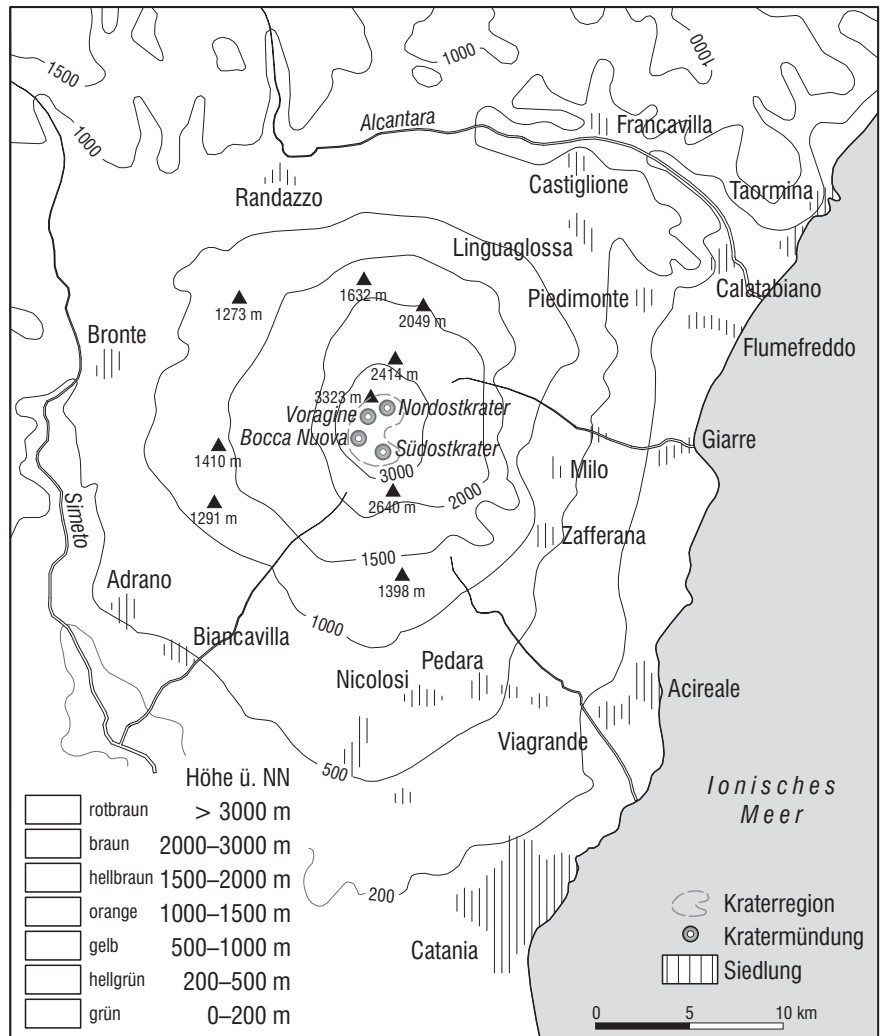 1500
1000
1000
1000
Alcantara
Francavilla
Castiglione
Taormina
Randazzo
Linguaglossa
Piedimonte
Calatabiano
Flumefreddo
1632 m
1273 m
2049 m
Bronte
2414 m
3323 m
Voragine
Nordostkrater
Bocca Nuova
Südostkrater
Giarre
1410 m
3000
Milo
2640 m
2000
1291 m
Simeto
Zafferana
1500
1398 m
Adrano
1000
Biancavilla
Pedara
Nicolosi
Acireale
Viagrande
500
Ionisches
Meer
200
Catania
Höhe ü. NN
rotbraun > 3000 m
braun 2000–3000 m
hellbraun 1500–2000 m
orange 1000–1500 m
gelb 500–1000 m
hellgrün 200–500 m
grün 0–200 m
Kraterregion
Kratermündung
Siedlung
0 5 10 km